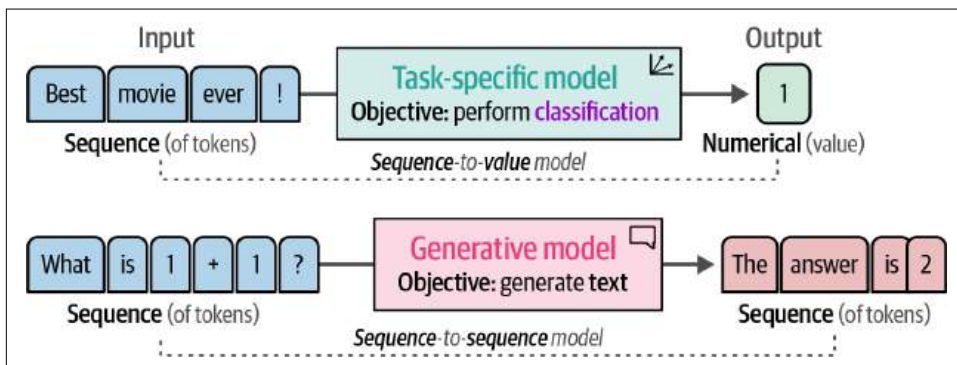 Input Output
Best movie ever ! Task-specific model 1
Objective: perform classification
Sequence (of tokens) Numerical (value)
Sequence-to-value model
What is 1 + 1 ? Generative model The answer is 2
Objective: generate text
Sequence (of tokens) Sequence (of tokens)
Sequence-to-sequence model